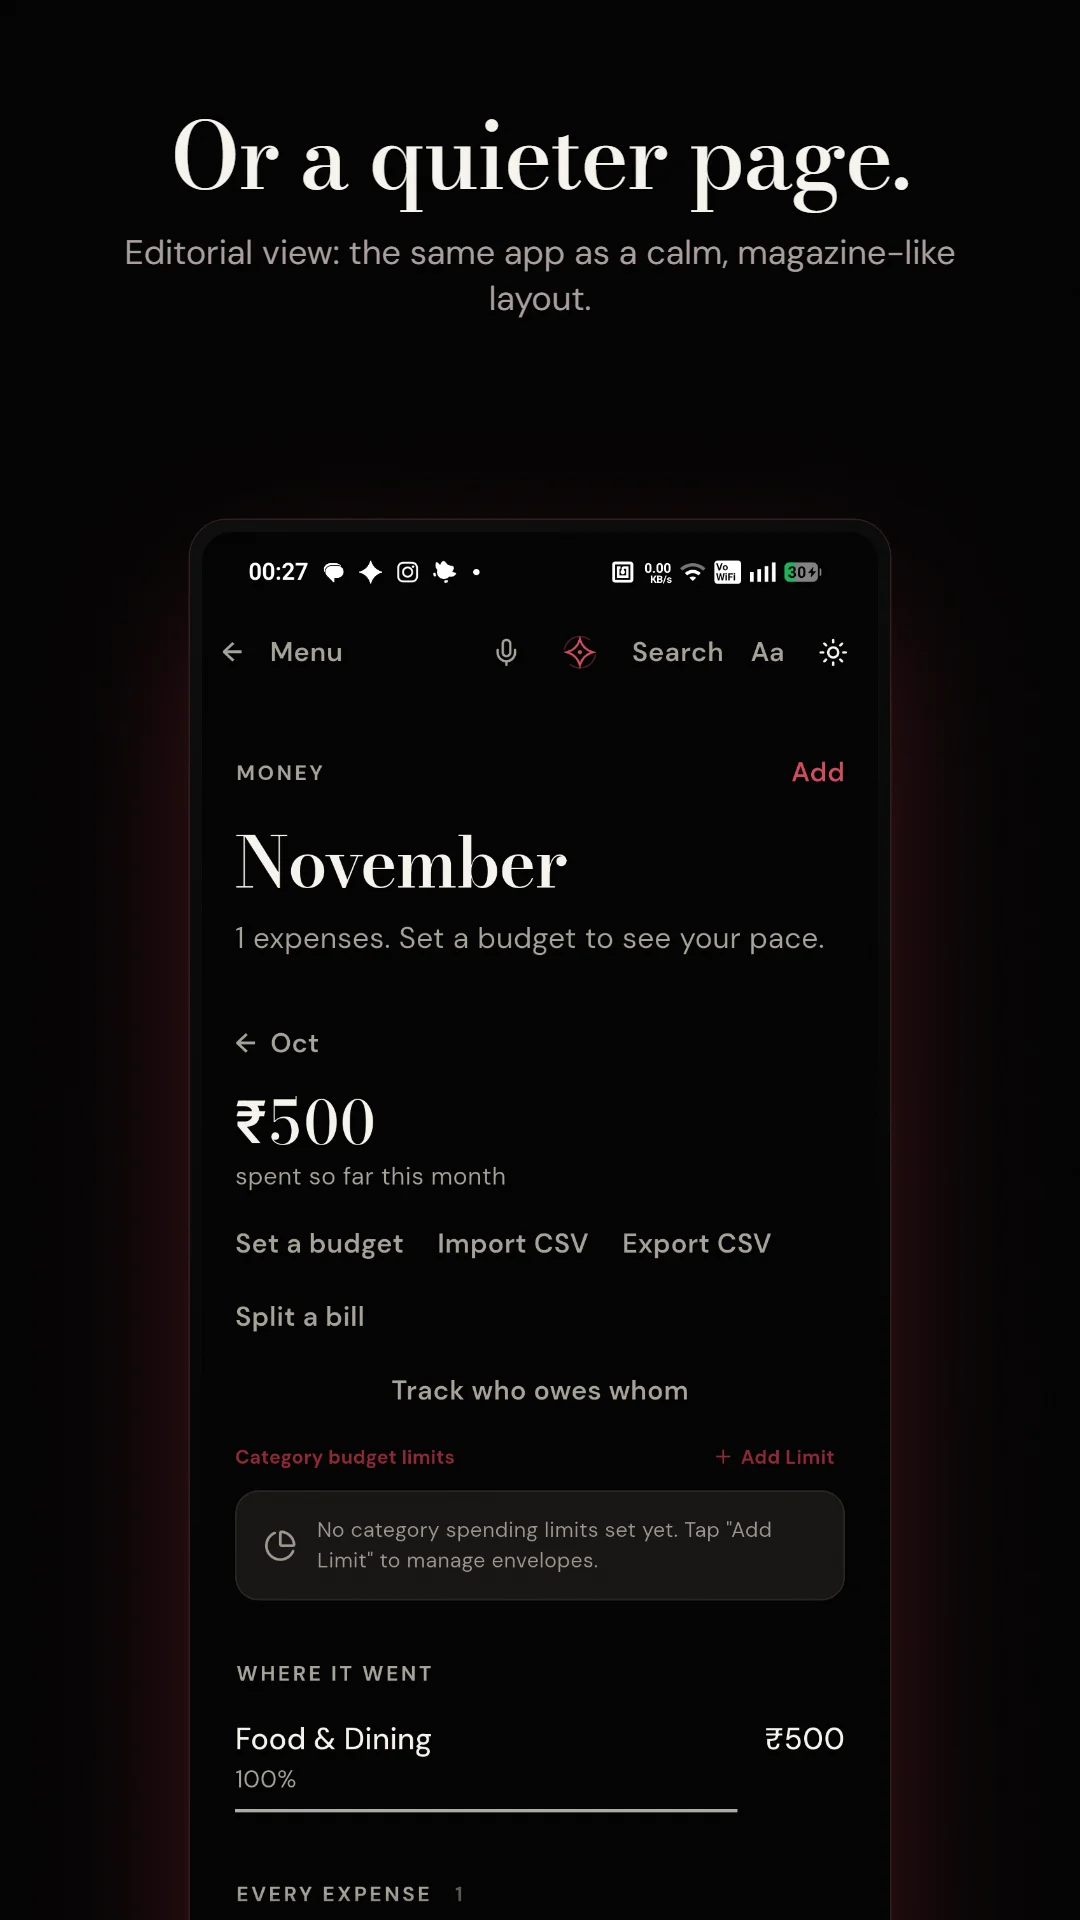 Or a quieter page.
Editorial view: the same app as a calm, magazine-like
layout.
00:27
0.00
KB/s
Vo
WiFi
30
Menu
Search
Aa
MONEY
Add
November
1 expenses. Set a budget to see your pace.
Oct
₹500
spent so far this month
Set a budget
Import CSV
Export CSV
Split a bill
Track who owes whom
Category budget limits
+ Add Limit
No category spending limits set yet. Tap "Add
Limit" to manage envelopes.
WHERE IT WENT
Food & Dining
₹500
100%
EVERY EXPENSE 1